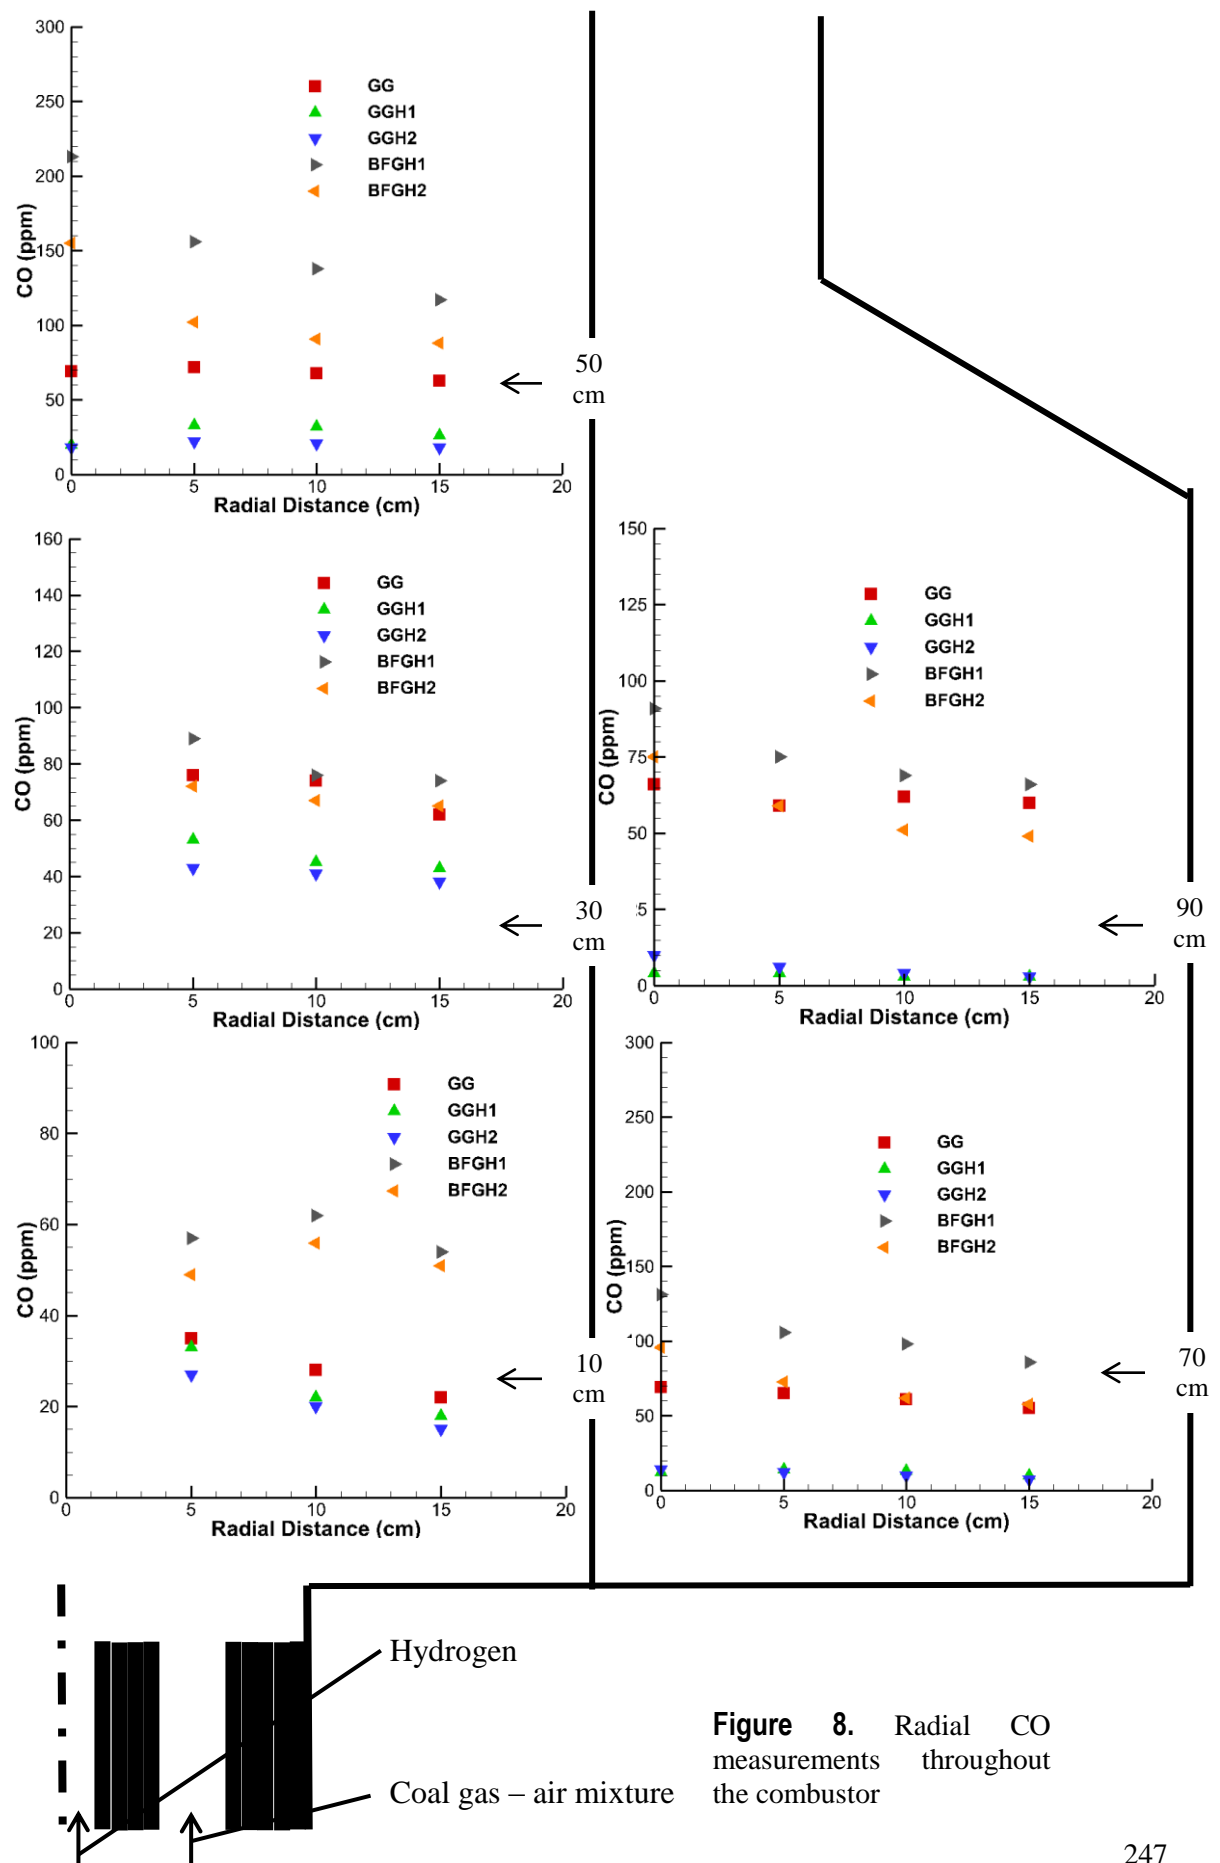 300
250
200
150
100
50
0
CO (ppm)
GG
GGH1
GGH2
BFGH1
BFGH2
0 5 10 15 20
Radial Distance (cm)
50
cm
160
140
120
100
80
60
40
20
0
CO (ppm)
GG
GGH1
GGH2
BFGH1
BFGH2
0 5 10 15 20
Radial Distance (cm)
30
cm
150
125
100
75
50
25
0
CO (ppm)
GG
GGH1
GGH2
BFGH1
BFGH2
0 5 10 15 20
Radial Distance (cm)
90
cm
100
80
60
40
20
0
CO (ppm)
GG
GGH1
GGH2
BFGH1
BFGH2
0 5 10 15 20
Radial Distance (cm)
10
cm
300
250
200
150
100
50
0
CO (ppm)
GG
GGH1
GGH2
BFGH1
BFGH2
0 5 10 15 20
Radial Distance (cm)
70
cm
Hydrogen
Coal gas – air mixture
Figure 8. Radial CO
measurements throughout
the combustor
247